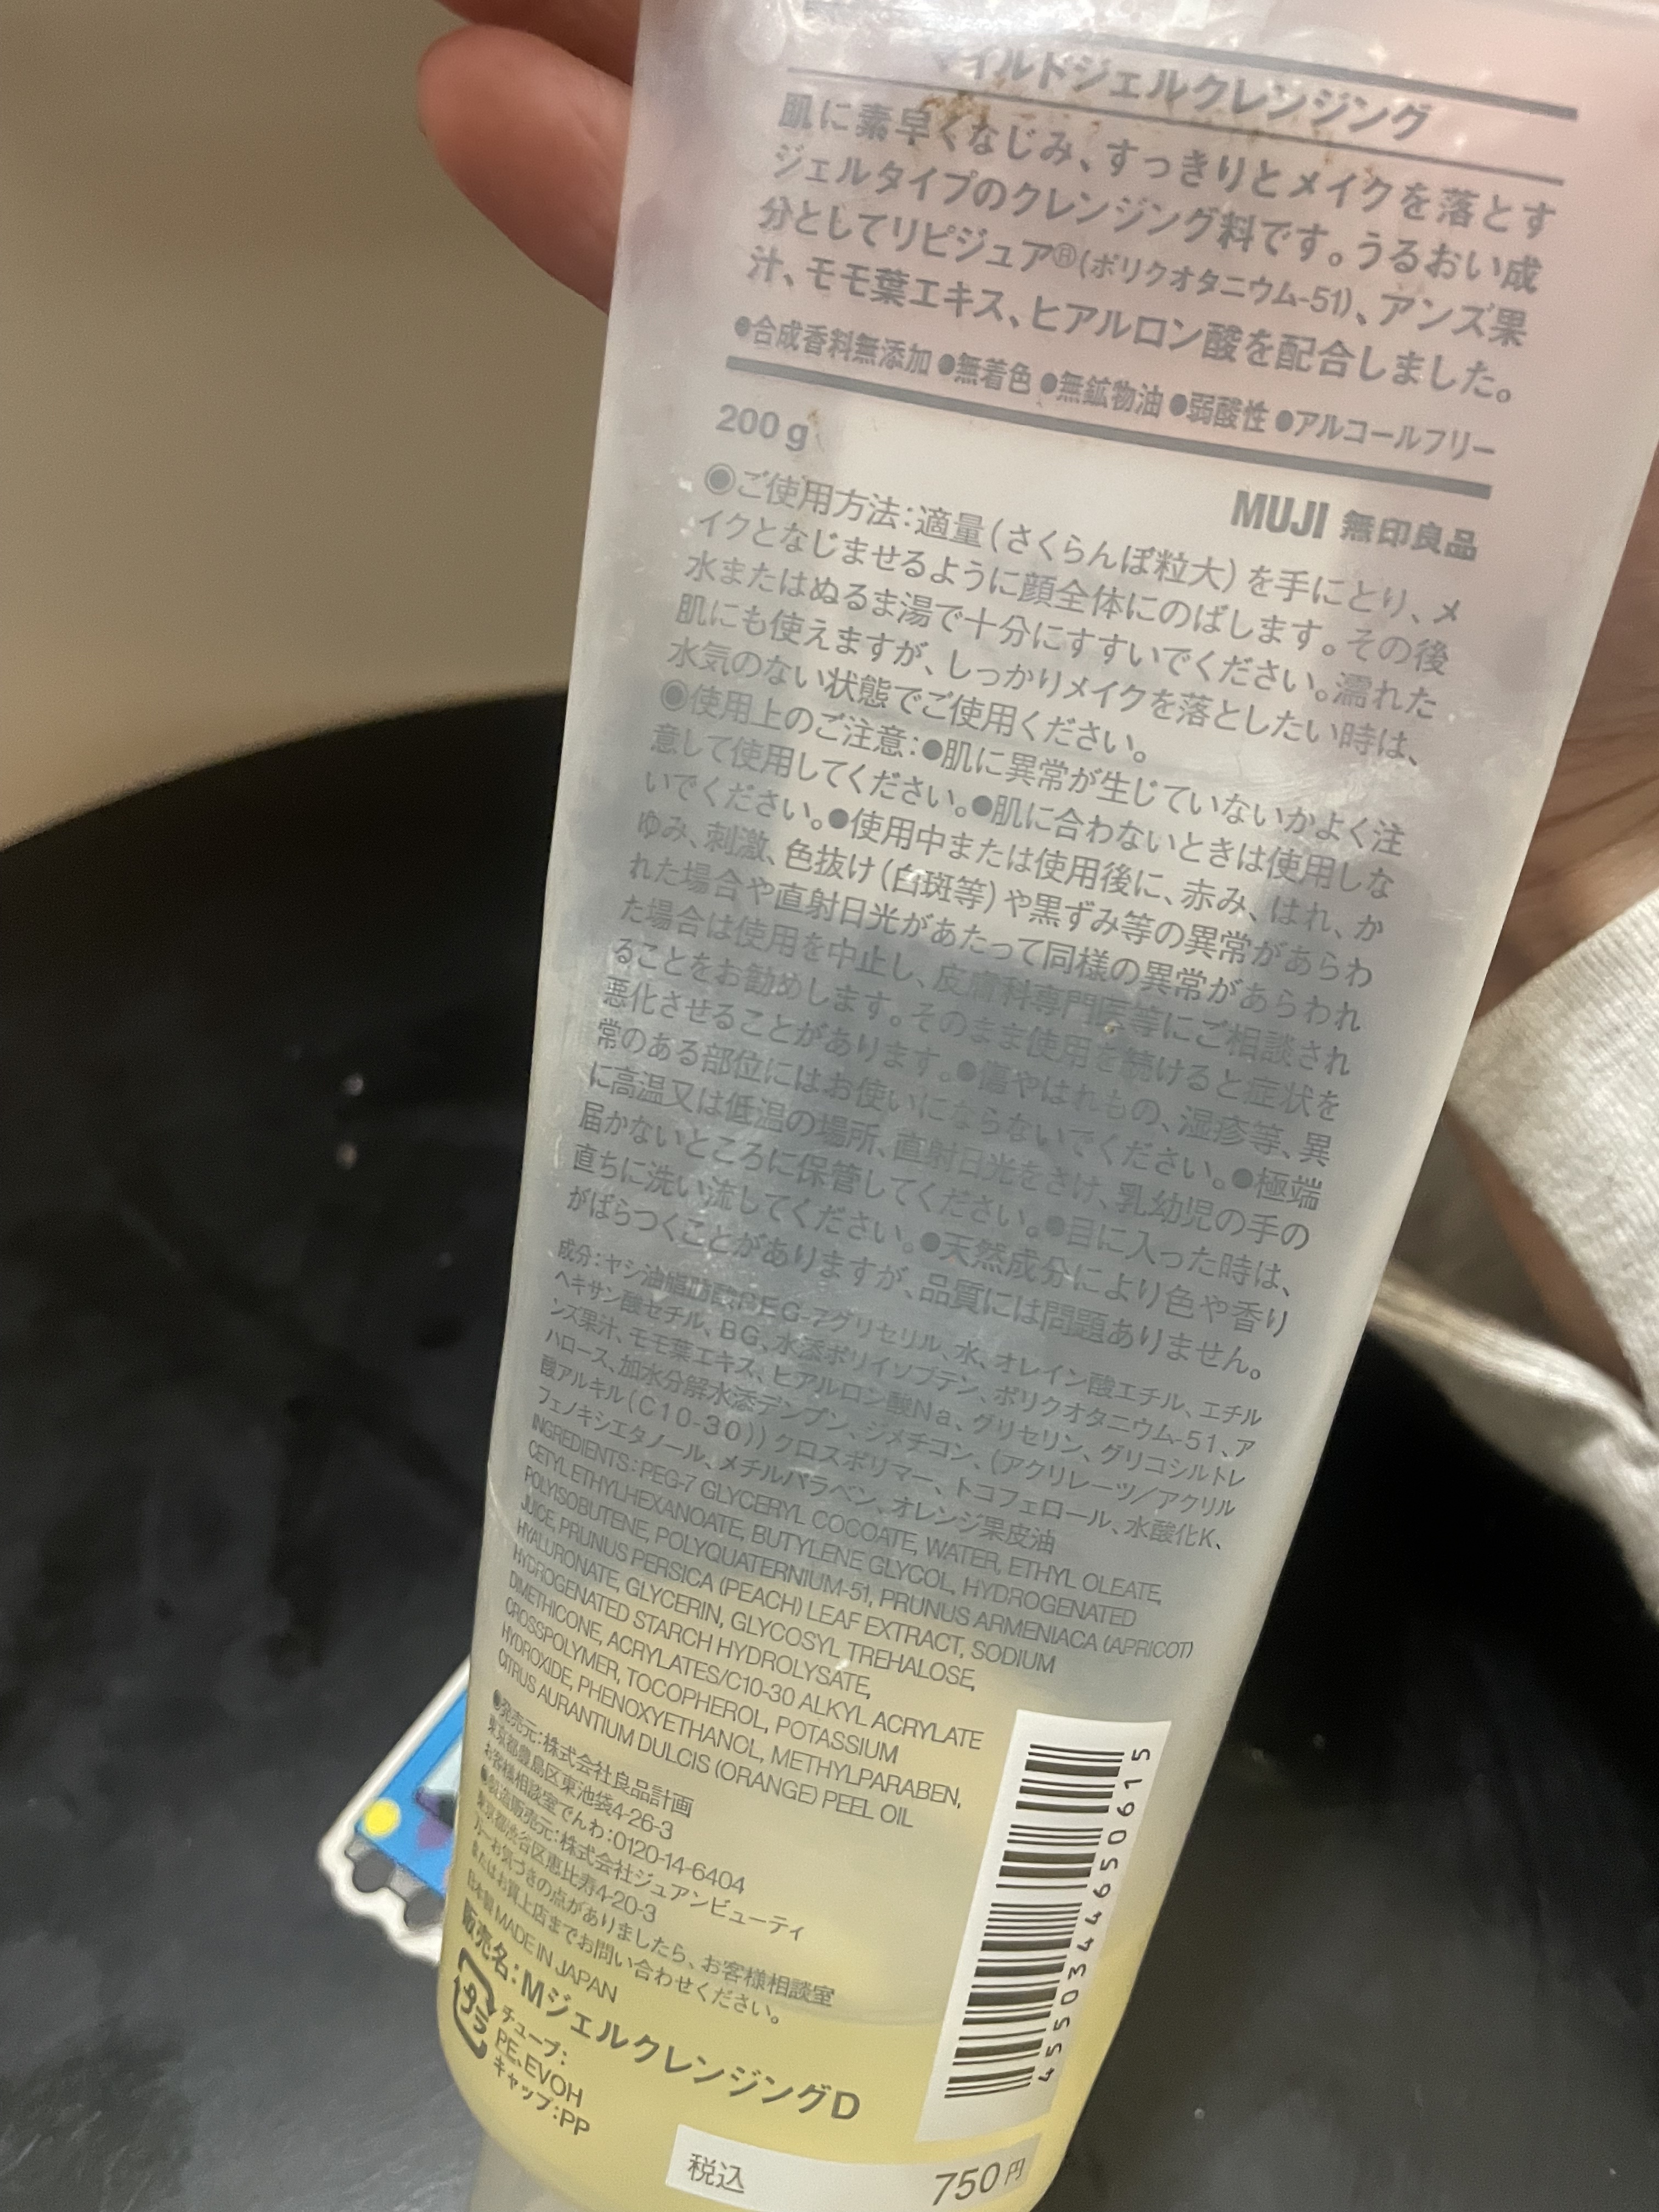 マイルドジェルクレンジング
肌に素早くなじみ、すっきりとメイクを落とす
ジェルタイプのクレンジング料です。うるおい成
分としてリピジュア®(ポリクオタニウム-51)、アンズ果
汁、モモ葉エキス、ヒアルロン酸を配合しました。
●合成香料無添加 ●無着色 ●無鉱物油 ●弱酸性 ●アルコールフリー
200g
MUJI 無印良品
◉ご使用方法：適量(さくらんぼ粒大)を手にとり、メ
イクとなじませるように顔全体にのばします。その後
水またはぬるま湯で十分にすすいでください。濡れた
肌にも使えますが、しっかりメイクを落としたい時は、
水気のない状態でご使用ください。
◉使用上のご注意：●肌に異常が生じていないかよく注
意して使用してください。●肌に合わないときは使用しな
いでください。●使用中または使用後に、赤み、はれ、か
ゆみ、刺激、色抜け(白斑等)や黒ずみ等の異常があらわ
れた場合や直射日光があたって同様の異常があらわれ
た場合は使用を中止し、皮膚科専門医等にご相談され
ることをお勧めします。そのまま使用を続けると症状を
悪化させることがあります。●傷やはれもの、湿疹等、異
常のある部位にはお使いにならないでください。●極端
に高温又は低温の場所、直射日光をさけ、乳幼児の手の
届かないところに保管してください。●目に入った時は、
直ちに洗い流してください。●天然成分により色や香り
がばらつくことがありますが、品質には問題ありません。
成分：ヤシ油脂肪酸PEG-7グリセリル、水、オレイン酸エチル、エチル
ヘキサン酸セチル、BG、水添ポリイソブテン、ポリクオタニウム-51、ア
ンズ果汁、モモ葉エキス、ヒアルロン酸Na、グリセリン、グリコシルトレ
ハロース、加水分解水添デンプン、ジメチコン、(アクリレーツ／アクリル
酸アルキル(C10-30))クロスポリマー、トコフェロール、水酸化K、
フェノキシエタノール、メチルパラベン、オレンジ果皮油
INGREDIENTS：PEG-7 GLYCERYL COCOATE, WATER, ETHYL OLEATE,
CETYL ETHYLHEXANOATE, BUTYLENE GLYCOL, HYDROGENATED
POLYISOBUTENE, POLYQUATERNIUM-51, PRUNUS ARMENIACA (APRICOT)
JUICE, PRUNUS PERSICA (PEACH) LEAF EXTRACT, SODIUM
HYALURONATE, GLYCERIN, GLYCOSYL TREHALOSE,
HYDROGENATED STARCH HYDROLYSATE,
DIMETHICONE, ACRYLATES/C10-30 ALKYL ACRYLATE
CROSSPOLYMER, TOCOPHEROL, POTASSIUM
HYDROXIDE, PHENOXYETHANOL, METHYLPARABEN,
CITRUS AURANTIUM DULCIS (ORANGE) PEEL OIL
●発売元：株式会社良品計画
東京都豊島区東池袋4-26-3
お客様相談室でんわ：0120-14-6404
●製造販売元：株式会社ジュアンビューティ
東京都渋谷区恵比寿4-20-3
万一お気づきの点がありましたら、お客様相談室
またはお買上店までお問い合わせください。
日本製 MADE IN JAPAN
販売名：MジェルクレンジングD
プラ
チューブ：
PE、EVOH
キャップ：PP
4550344650615
税込 750円